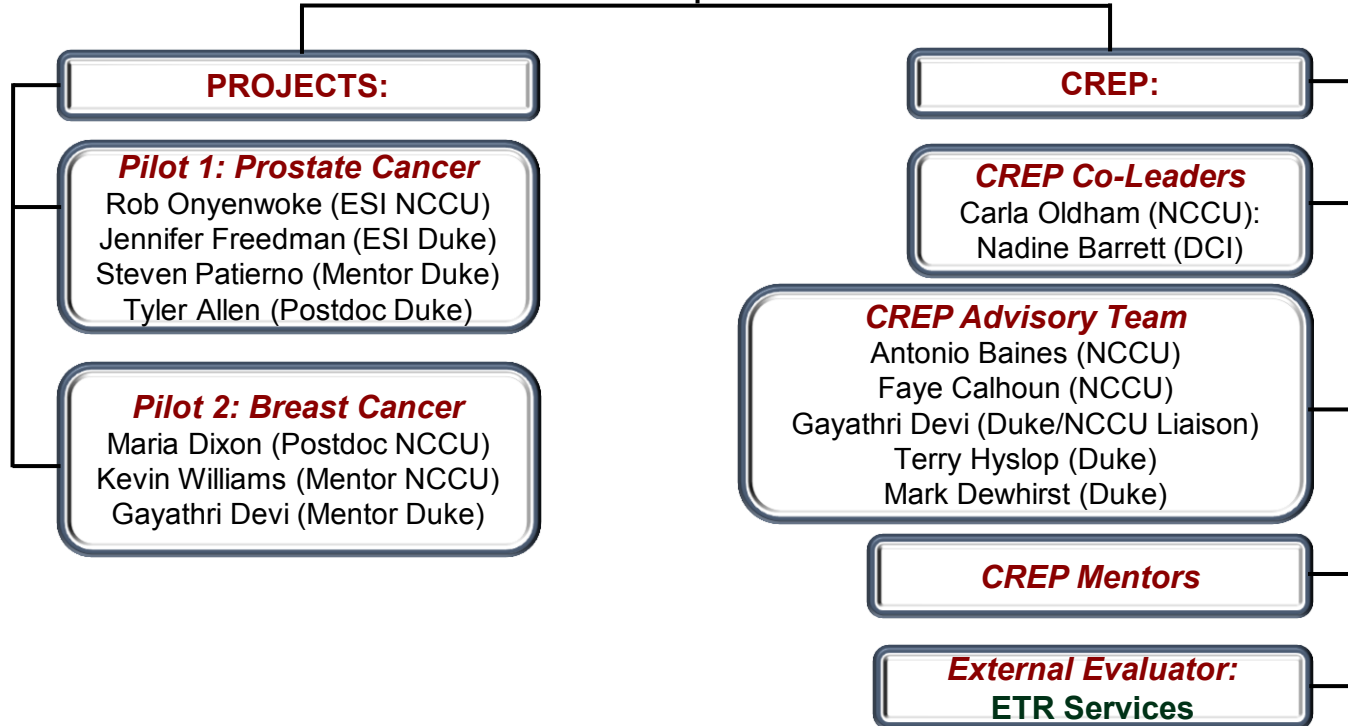 PROJECTS:
Pilot 1: Prostate Cancer
Rob Onyenwoke (ESI NCCU)
Jennifer Freedman (ESI Duke)
Steven Patierno (Mentor Duke)
Tyler Allen (Postdoc Duke)
Pilot 2: Breast Cancer
Maria Dixon (Postdoc NCCU)
Kevin Williams (Mentor NCCU)
Gayathri Devi (Mentor Duke)
CREP:
CREP Co-Leaders
Carla Oldham (NCCU):
Nadine Barrett (DCI)
CREP Advisory Team
Antonio Baines (NCCU)
Faye Calhoun (NCCU)
Gayathri Devi (Duke/NCCU Liaison)
Terry Hyslop (Duke)
Mark Dewhirst (Duke)
CREP Mentors
External Evaluator:
ETR Services